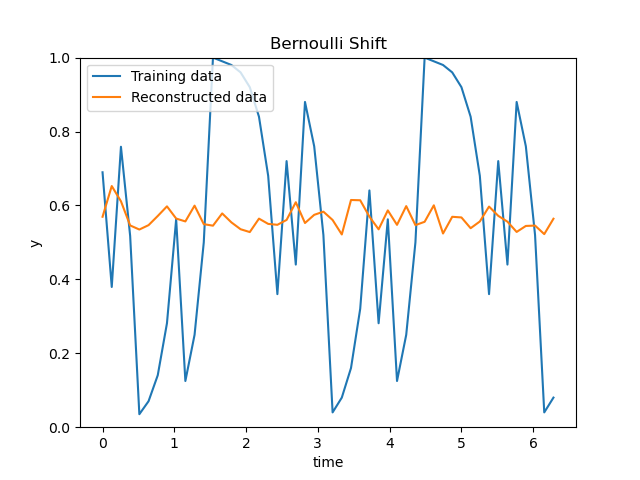 Bernoulli Shift
Training data
Reconstructed data
1.0
0.8
0.6
0.4
0.2
0.0
y
0 1 2 3 4 5 6
time